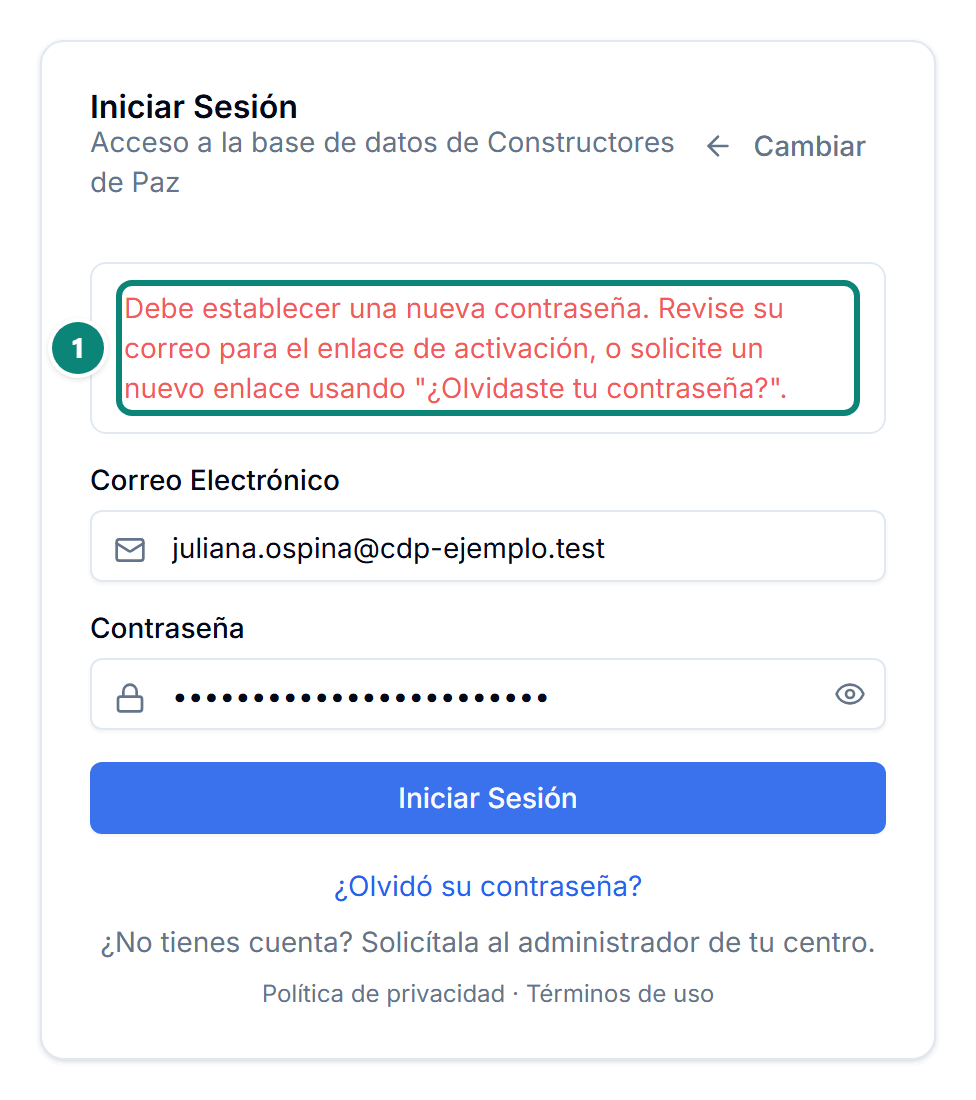 Iniciar Sesión
Acceso a la base de datos de Constructores
de Paz
Cambiar
1
Debe establecer una nueva contraseña. Revise su
correo para el enlace de activación, o solicite un
nuevo enlace usando "¿Olvidaste tu contraseña?".
Correo Electrónico
juliana.ospina@cdp-ejemplo.test
Contraseña
Iniciar Sesión
¿Olvidó su contraseña?
¿No tienes cuenta? Solicítala al administrador de tu centro.
Política de privacidad · Términos de uso